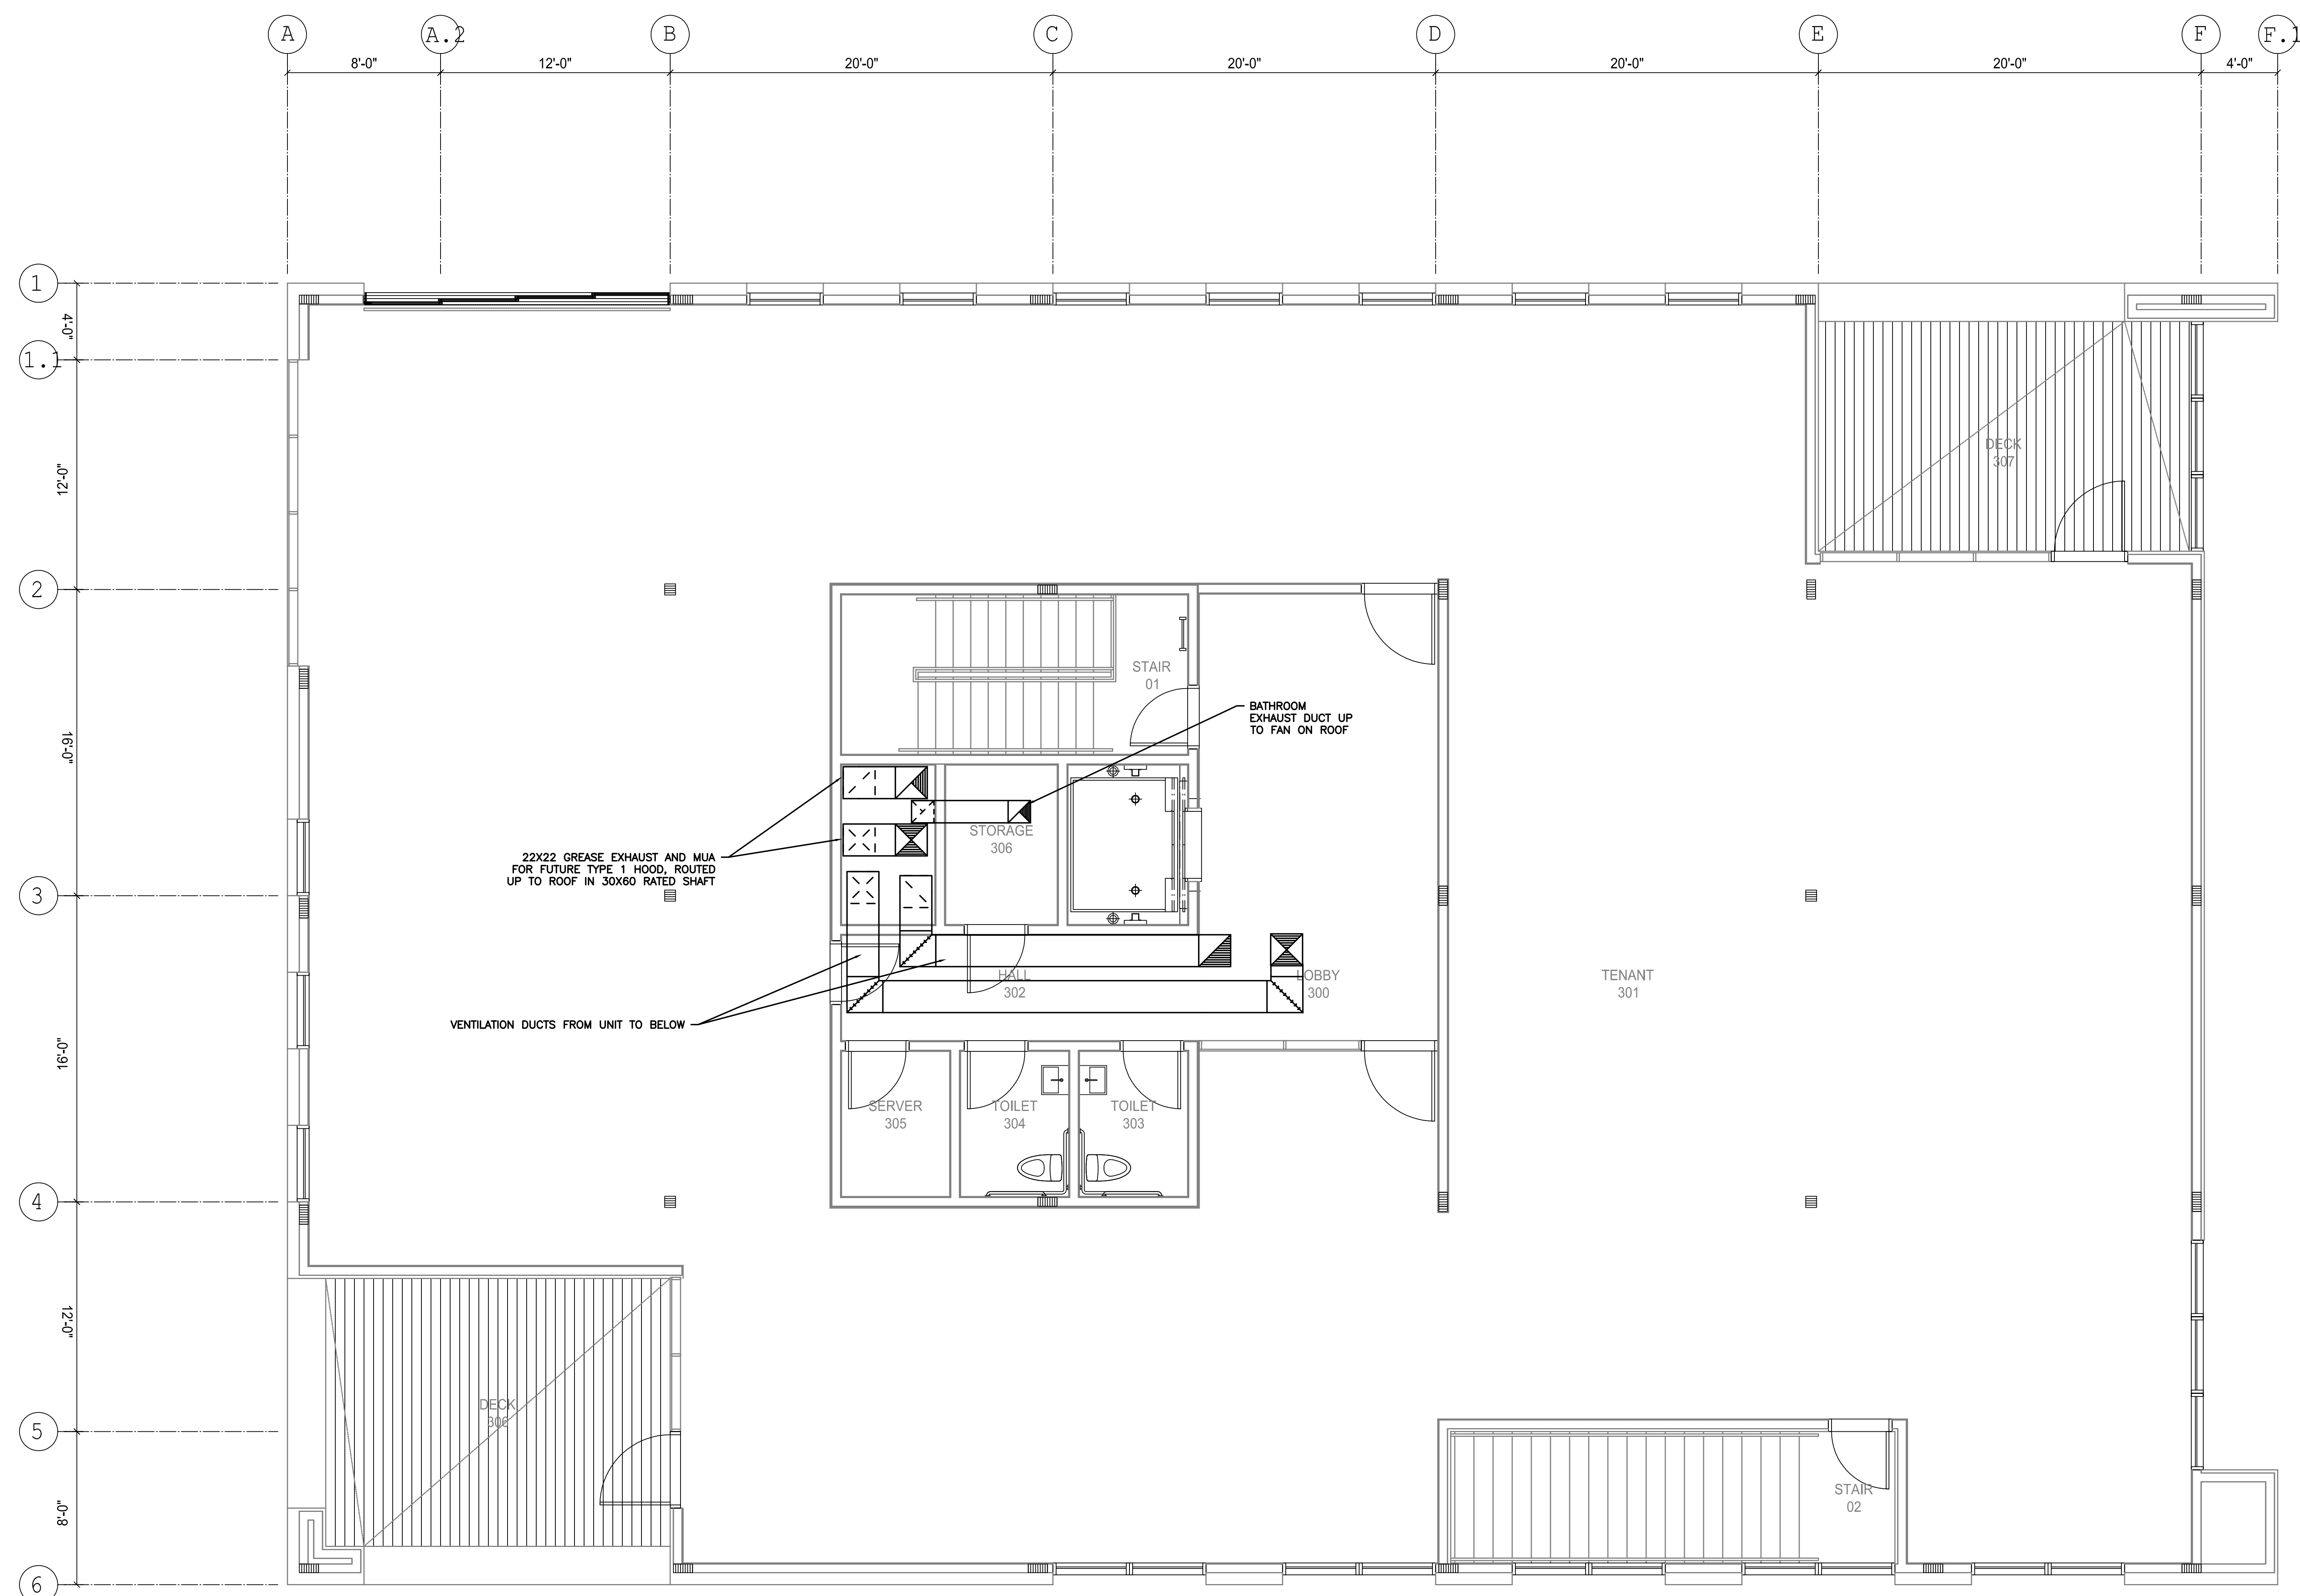 A
A.2
B
C
D
E
F
F.1
8'-0"
12'-0"
20'-0"
20'-0"
20'-0"
20'-0"
4'-0"
1
4'-0"
1.1
12'-0"
DECK
307
2
STAIR
01
BATHROOM
EXHAUST DUCT UP
TO FAN ON ROOF
16'-0"
STORAGE
306
22X22 GREASE EXHAUST AND MUA
FOR FUTURE TYPE 1 HOOD, ROUTED
UP TO ROOF IN 30X60 RATED SHAFT
3
HALL
302
LOBBY
300
TENANT
301
VENTILATION DUCTS FROM UNIT TO BELOW
16'-0"
SERVER
305
TOILET
304
TOILET
303
4
12'-0"
DECK
306
5
STAIR
02
8'-0"
6